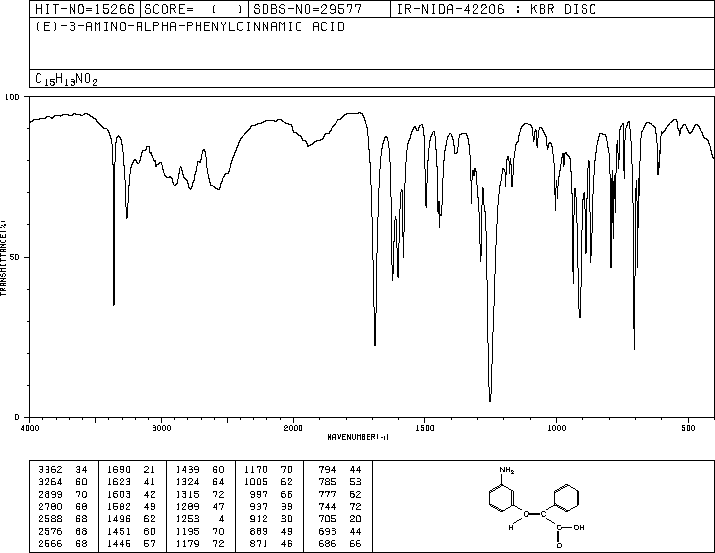 HIT-NO=15266 SCORE= ( ) SDBS-NO=29577 IR-NIDA-42206 : KBR DISC
(E)-3-AMINO-ALPHA-PHENYLCINNAMIC ACID
C15H13NO2
100
50
0
TRANSMITTANCE(%)
4000 3000 2000 1500 1000 500
WAVENUMBER(-1)
3362 34 1690 21 1439 60 1170 70 794 44
3264 60 1623 41 1324 64 1005 62 785 53
2899 70 1603 42 1315 72 997 66 777 62
2780 68 1582 49 1289 47 937 39 744 72
2588 68 1496 62 1253 4 912 30 705 20
2576 68 1451 60 1195 70 889 49 693 44
2566 68 1446 57 1179 72 871 46 686 66
NH2
C=C
H
C-OH
O